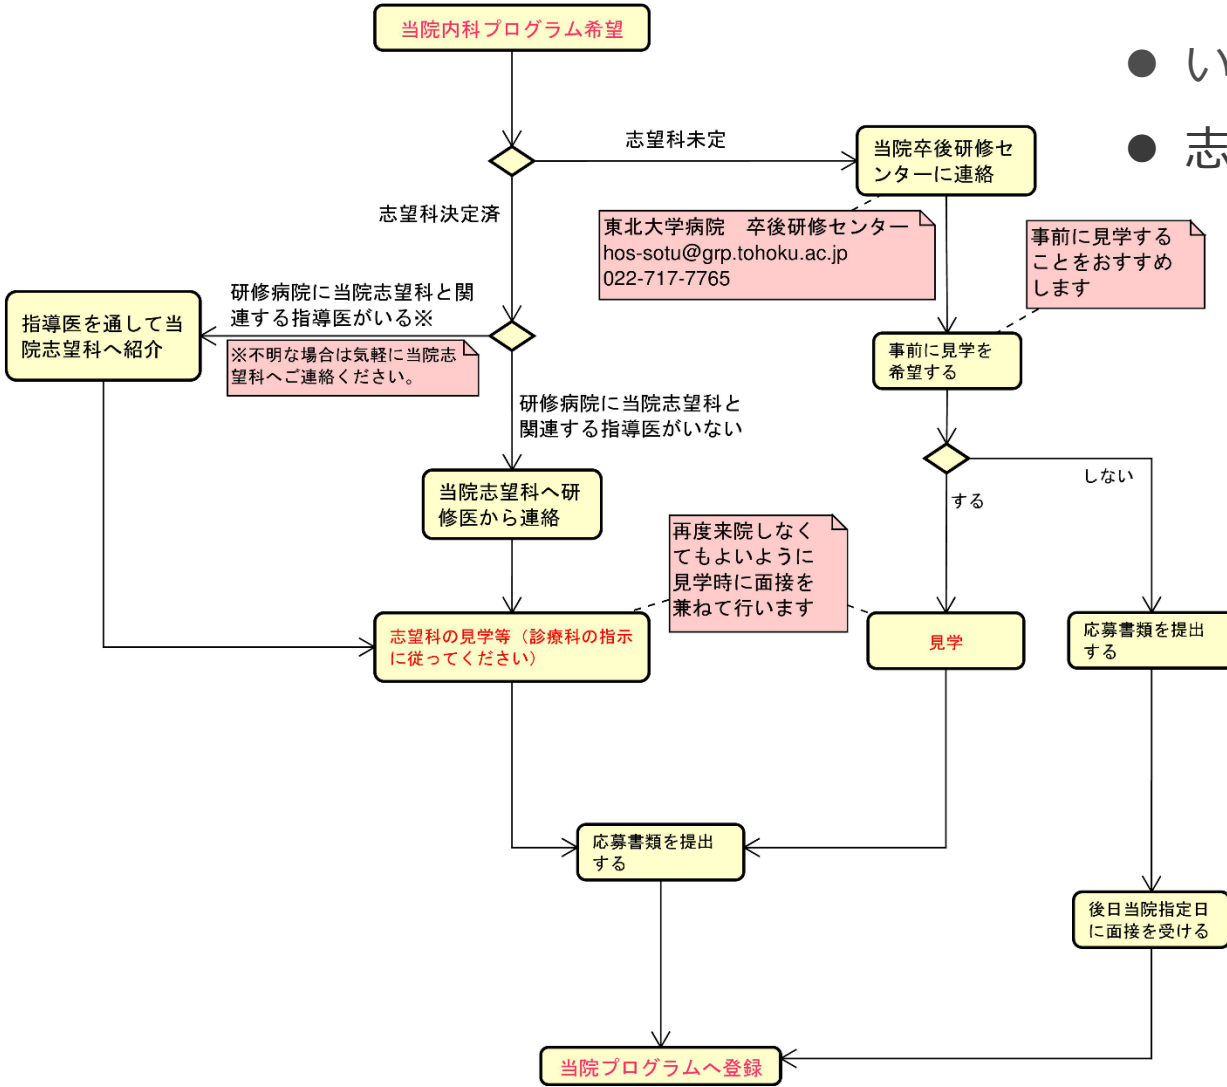 当院内科プログラム希望
● い
● 志
志望科未定
当院卒後研修セ
ンターに連絡
志望科決定済
東北大学病院　卒後研修センター
hos-sotu@grp.tohoku.ac.jp
022-717-7765
事前に見学する
ことをおすすめ
します
研修病院に当院志望科と関
連する指導医がいる※
指導医を通して当
院志望科へ紹介
※不明な場合は気軽に当院志
望科へご連絡ください。
事前に見学を
希望する
研修病院に当院志望科と
関連する指導医がいない
しない
する
当院志望科へ研
修医から連絡
再度来院しなく
てもよいように
見学時に面接を
兼ねて行います
志望科の見学等（診療科の指示
に従ってください）
見学
応募書類を提出
する
応募書類を提出
する
後日当院指定日
に面接を受ける
当院プログラムへ登録